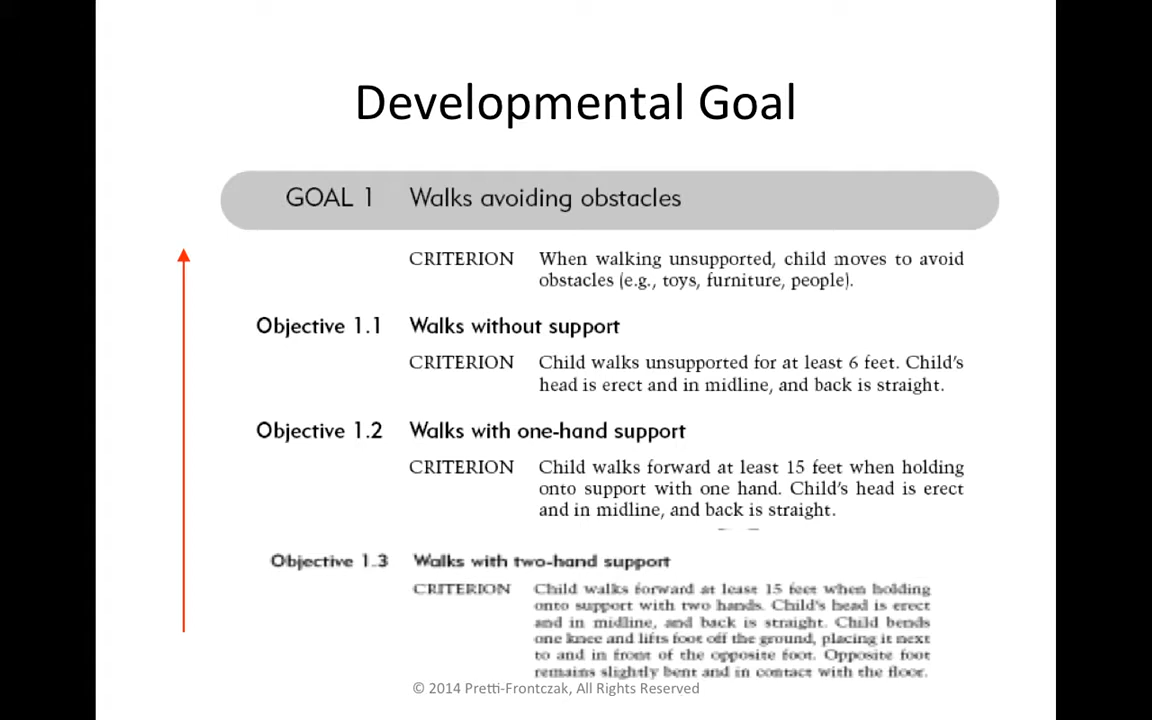 Developmental Goal
GOAL 1 Walks avoiding obstacles
CRITERION When walking unsupported, child moves to avoid
obstacles (e.g., toys, furniture, people).
Objective 1.1 Walks without support
CRITERION Child walks unsupported for at least 6 feet. Child's
head is erect and in midline, and back is straight.
Objective 1.2 Walks with one-hand support
CRITERION Child walks forward at least 15 feet when holding
onto support with one hand. Child's head is erect
and in midline, and back is straight.
Objective 1.3 Walks with two-hand support
CRITERION Child walks forward at least 15 feet when holding
onto support with two hands. Child's head is erect
and in midline, and back is straight. Child bends
one knee and lifts foot off the ground, placing it next
to and in front of the opposite foot. Opposite foot
remains slightly bent and in contact with the floor.
© 2014 Pretti-Frontczak, All Rights Reserved